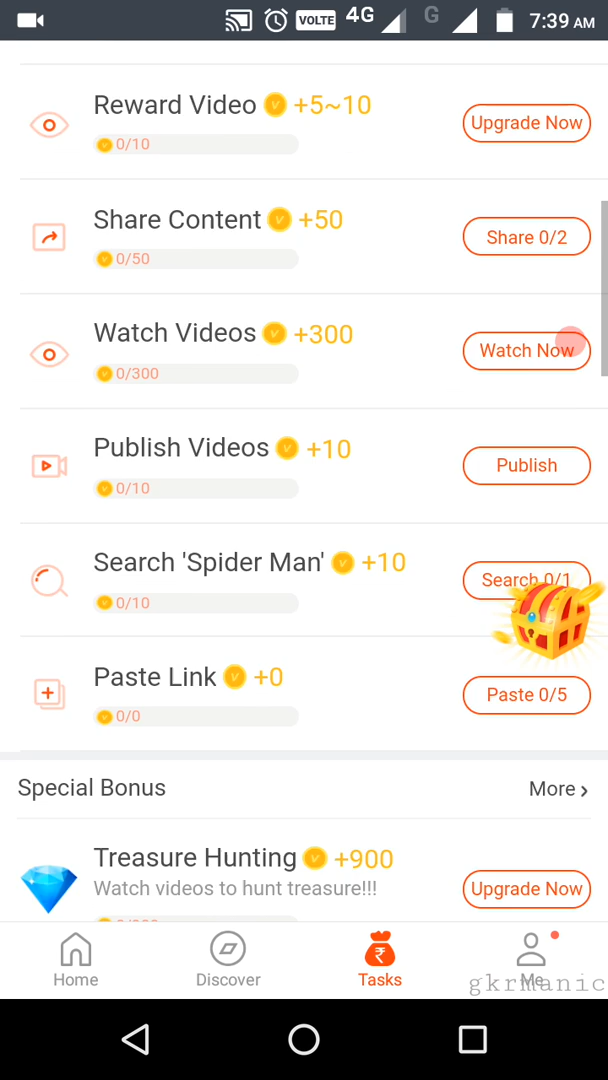 VOLTE 4G G 7:39 AM
Reward Video +5~10
0/10
Upgrade Now
Share Content +50
0/50
Share 0/2
Watch Videos +300
0/300
Watch Now
Publish Videos +10
0/10
Publish
Search 'Spider Man' +10
0/10
Search 0/1
Paste Link +0
0/0
Paste 0/5
Special Bonus
More ›
Treasure Hunting +900
Watch videos to hunt treasure!!!
Upgrade Now
Home
Discover
Tasks
Me
gkrmanic